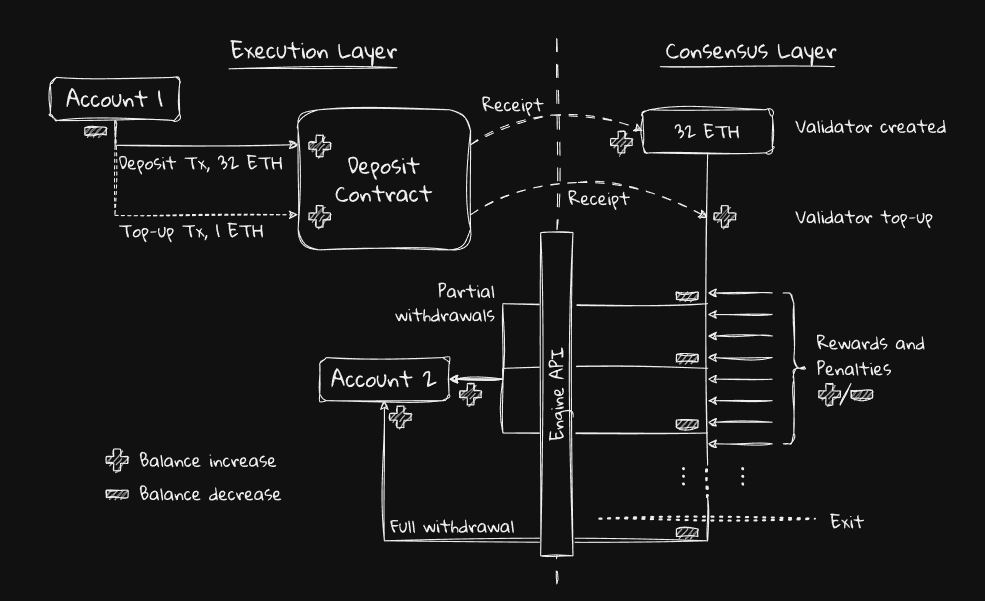 Execution Layer
Consensus Layer
Account 1
Deposit Tx, 32 ETH
Top-up Tx, 1 ETH
Deposit
Contract
Receipt
Receipt
32 ETH
Validator created
Validator top-up
Partial
withdrawals
Engine API
Account 2
Rewards and
Penalties
/
Balance increase
Balance decrease
Full withdrawal
Exit